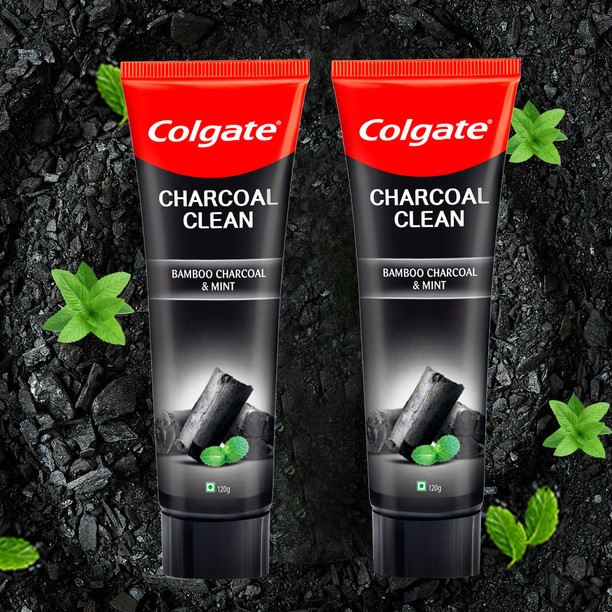 Colgate®
CHARCOAL
CLEAN
BAMBOO CHARCOAL
& MINT
120g
Colgate®
CHARCOAL
CLEAN
BAMBOO CHARCOAL
& MINT
120g